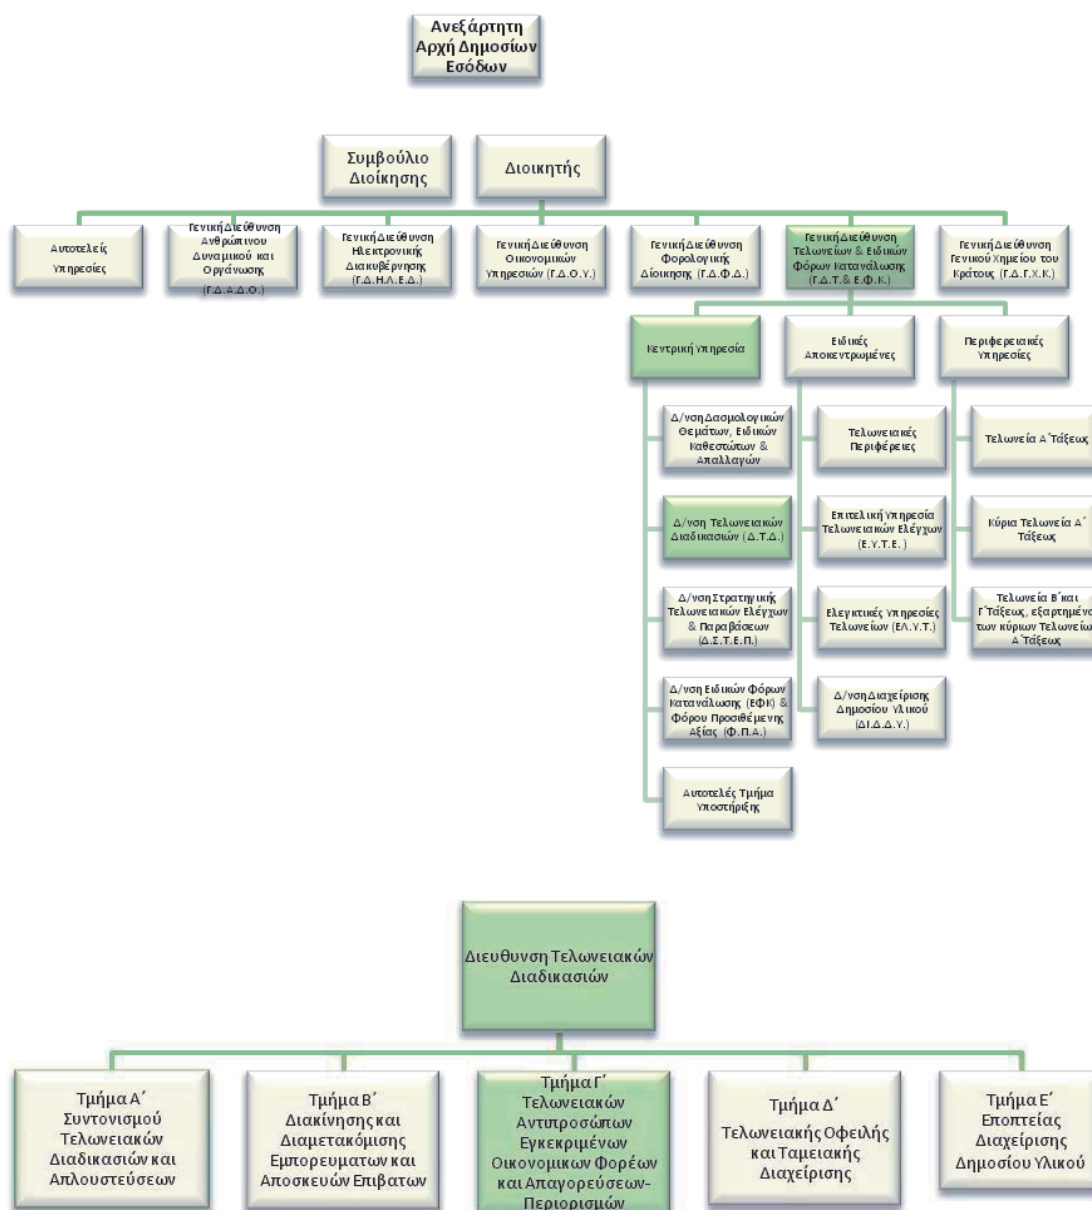 Ανεξάρτητη
Αρχή Δημοσίων
Εσόδων
Συμβούλιο
Διοίκησης
Διοικητής
Αυτοτελείς
Υπηρεσίες
Γενική Διεύθυνση
Ανθρώπινου
Δυναμικού και
Οργάνωσης
(Γ.Δ.Α.Δ.Ο.)
Γενική Διεύθυνση
Ηλεκτρονικής
Διακυβέρνησης
(Γ.Δ.Η.Λ.Ε.Δ.)
Γενική Διεύθυνση
Οικονομικών
Υπηρεσιών (Γ.Δ.Ο.Υ.)
Γενική Διεύθυνση
Φορολογικής
Δίοικησης (Γ.Δ.Φ.Δ.)
Γενική Διεύθυνση
Τελωνείων & Ειδικών
Φόρων Κατανάλωσης
(Γ.Δ.Τ.& Ε.Φ.Κ.)
Γενική Διεύθυνση
Γενικού Χημείου του
Κράτους (Γ.Δ.Γ.Χ.Κ.)
Κεντρική Υπηρεσία
Ειδικές
Αποκεντρωμένες
Περιφερειακές
Υπηρεσίες
Δ/νση Δασμολογικών
Θεμάτων, Ειδικών
Καθεστώτων &
Απαλλαγών
Τελωνειακές
Περιφέρειες
Τελωνεία Α΄ Τάξεως
Δ/νση Τελωνειακών
Διαδικασιών (Δ.Τ.Δ.)
Επιτελική Υπηρεσία
Τελωνειακών Ελέγχων
(Ε.Υ.Τ.Ε. )
Κύρια Τελωνεία Α΄
Τάξεως
Δ/νση Στρατηγικής
Τελωνειακών Ελέγχων
& Παραβάσεων
(Δ.Σ.Τ.Ε.Π.)
Ελεγκτικές Υπηρεσίες
Τελωνείων (ΕΛ.Υ.Τ.)
Τελωνεία Β΄ και
Γ΄ Τάξεως, εξαρτημένα
των κύριων Τελωνείων
Α΄ Τάξεως
Δ/νση Ειδικών Φόρων
Κατανάλωσης (ΕΦΚ) &
Φόρου Προσιθέμενης
Αξίας (Φ.Π.Α.)
Δ/νση Διαχείρισης
Δημοσίου Υλικού
(ΔΙ.Δ.Δ.Υ.)
Αυτοτελές Τμήμα
Υποστήριξης
Διευθυνση Τελωνειακών
Διαδικασιών
Τμήμα Α΄
Συντονισμού
Τελωνειακών
Διαδικασιών και
Απλουστεύσεων
Τμήμα Β΄
Διακίνησης και
Διαμετακόμισης
Εμπορευματων και
Αποσκευών Επιβατων
Τμήμα Γ΄
Τελωνειακών
Αντιπροσώπων
Εγκεκριμένων
Οικονομικων Φορέων
και Απαγορεύσεων-
Περιορισμών
Τμήμα Δ΄
Τελωνειακής Οφειλής
και Ταμειακής
Διαχείρισης
Τμήμα Ε΄
Εποπτείας
Διαχείρισης
Δημοσίου Υλικού